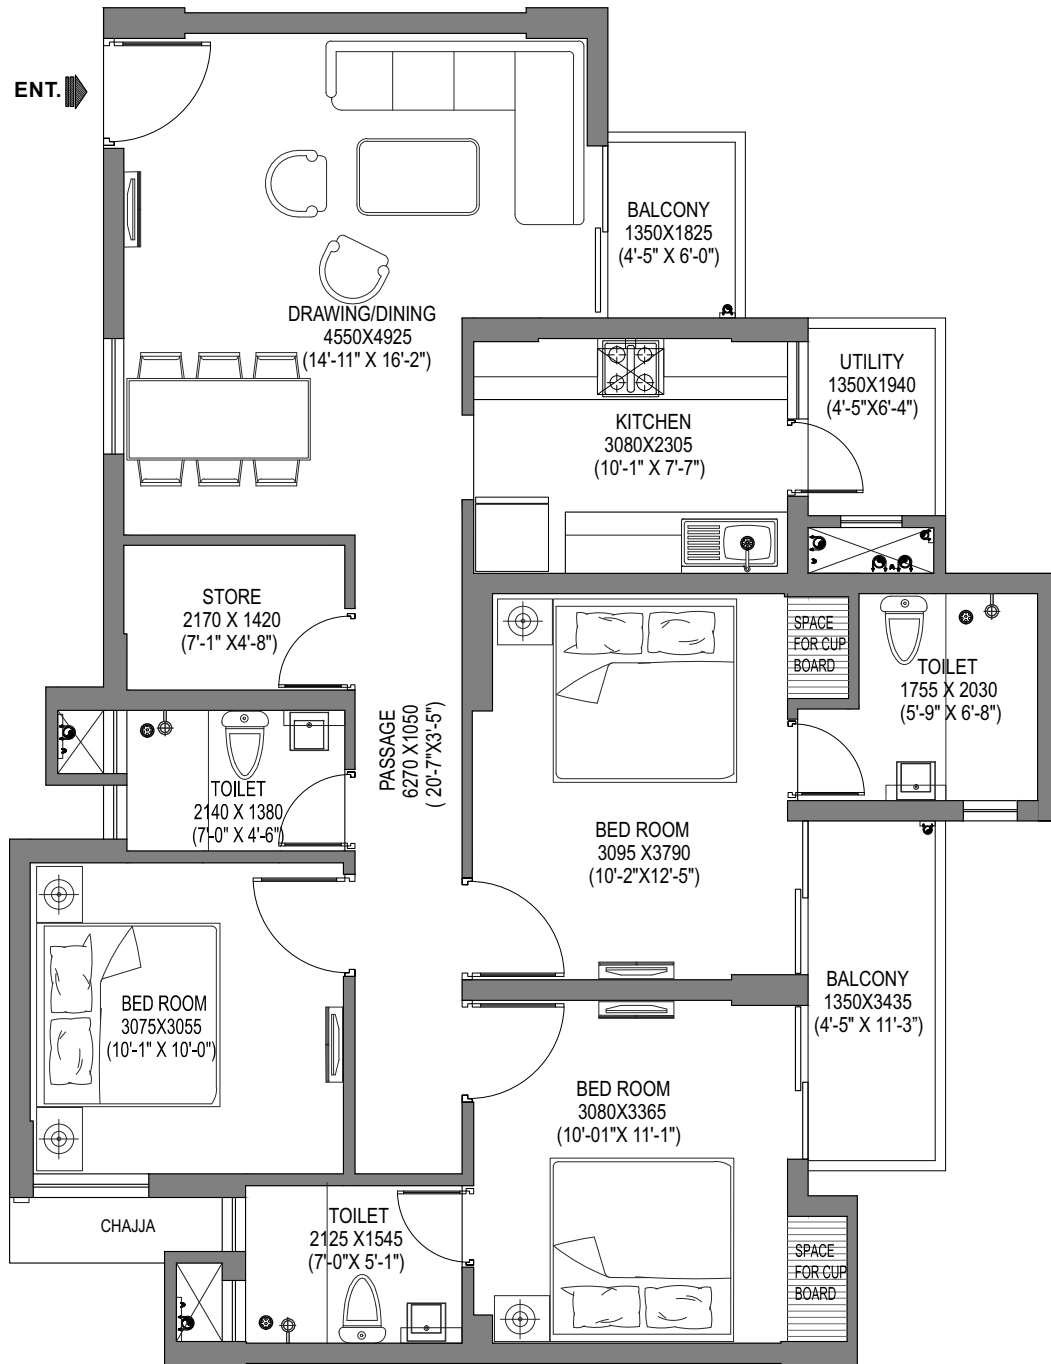 ENT.
BALCONY
1350X1825
(4'-5" X 6'-0")
DRAWING/DINING
4550X4925
(14'-11" X 16'-2")
UTILITY
1350X1940
(4'-5"X6'-4")
KITCHEN
3080X2305
(10'-1" X 7'-7")
STORE
2170 X 1420
(7'-1" X4'-8")
SPACE
FOR CUP
BOARD
TOILET
1755 X 2030
(5'-9" X 6'-8")
PASSAGE
6270 X1050
( 20'-7"X3'-5")
TOILET
2140 X 1380
(7'-0" X 4'-6")
BED ROOM
3095 X3790
(10'-2"X12'-5")
BED ROOM
3075X3055
(10'-1" X 10'-0")
BALCONY
1350X3435
(4'-5" X 11'-3”)
BED ROOM
3080X3365
(10'-01"X 11'-1")
CHAJJA
TOILET
2125 X1545
(7'-0"X 5'-1")
SPACE
FOR CUP
BOARD